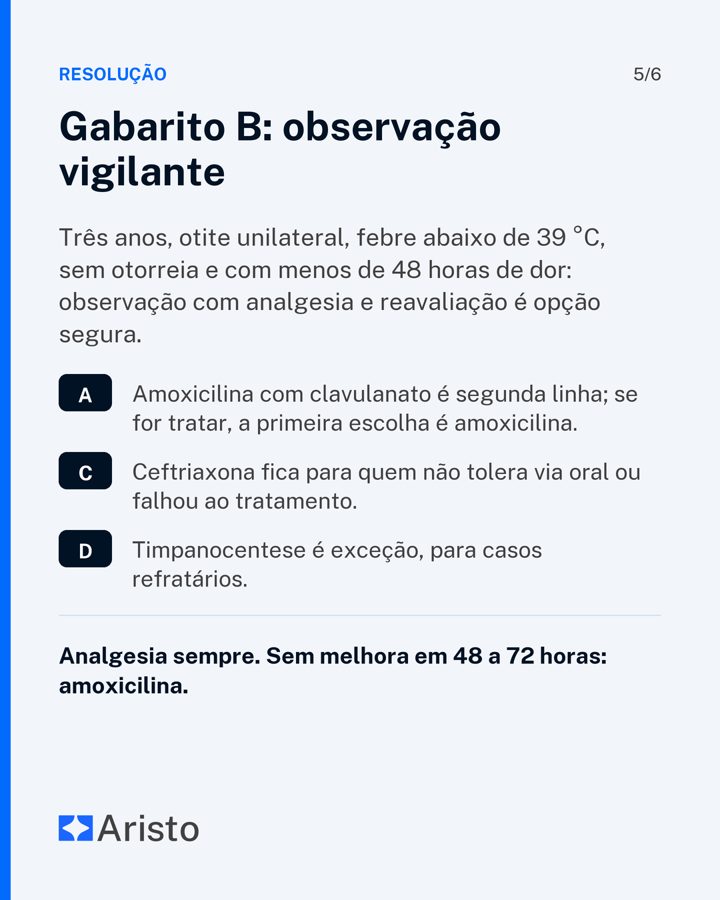 RESOLUÇÃO
5/6
Gabarito B: observação
vigilante
Três anos, otite unilateral, febre abaixo de 39 °C,
sem otorreia e com menos de 48 horas de dor:
observação com analgesia e reavaliação é opção
segura.
A
Amoxicilina com clavulanato é segunda linha; se
for tratar, a primeira escolha é amoxicilina.
C
Ceftriaxona fica para quem não tolera via oral ou
falhou ao tratamento.
D
Timpanocentese é exceção, para casos
refratários.
Analgesia sempre. Sem melhora em 48 a 72 horas:
amoxicilina.
Aristo